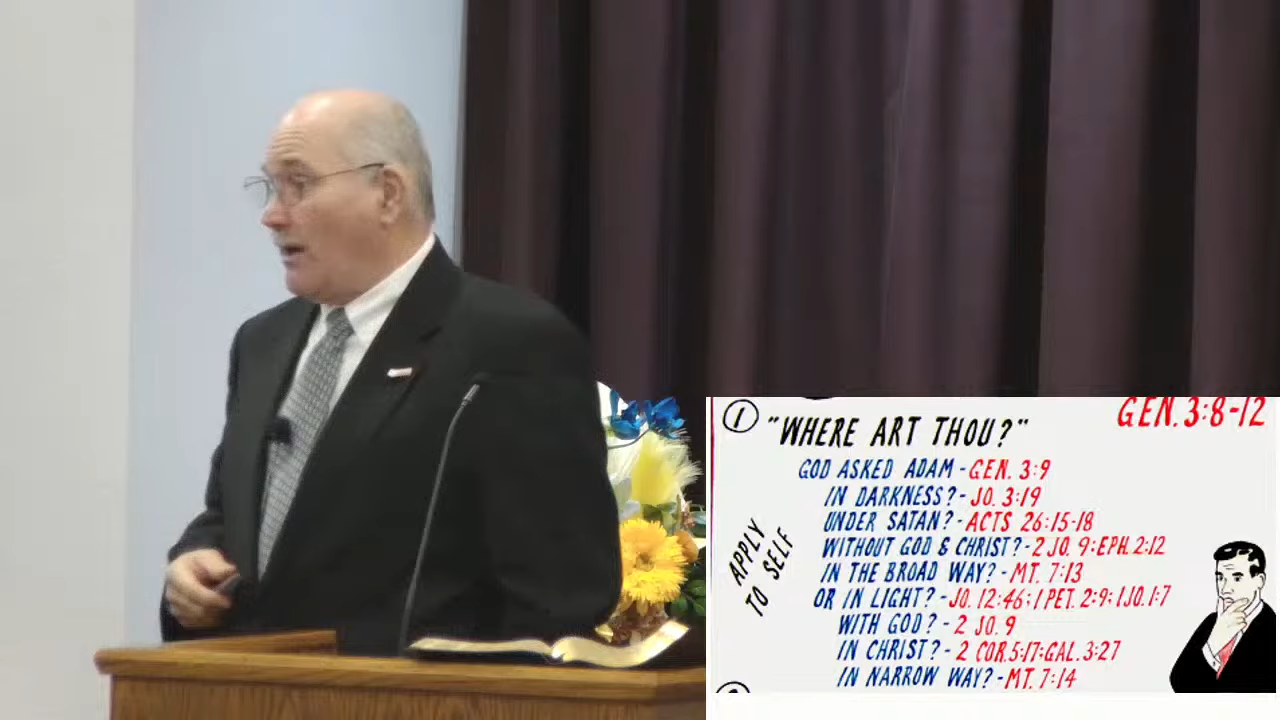 ① "WHERE ART THOU?" GEN. 3:8-12
GOD ASKED ADAM - GEN. 3:9
IN DARKNESS? - JO. 3:19
UNDER SATAN? - ACTS 26:15-18
WITHOUT GOD & CHRIST? - 2 JO. 9: EPH. 2:12
IN THE BROAD WAY? - MT. 7:13
OR IN LIGHT? - JO. 12:46: 1 PET. 2:9: 1 JO. 1:7
WITH GOD? - 2 JO. 9
IN CHRIST? - 2 COR. 5:17: GAL. 3:27
IN NARROW WAY? - MT. 7:14
APPLY
TO SELF